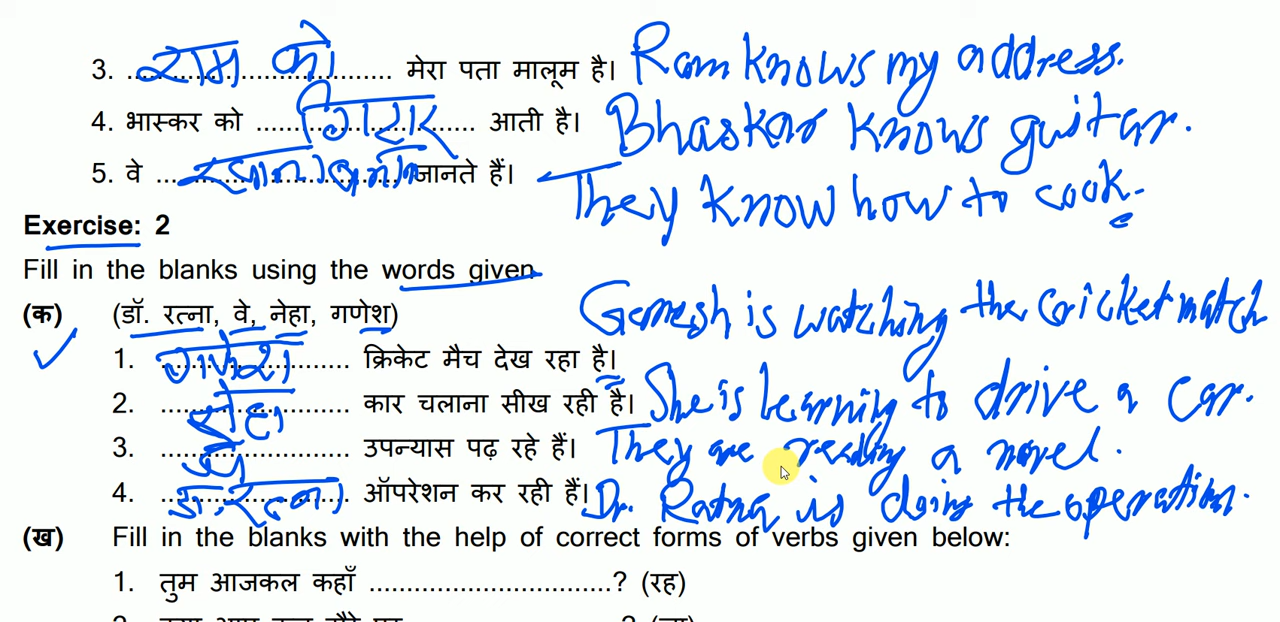 3. राम को मेरा पता मालूम है। Ram knows my address.
4. भास्कर को गिटार आती है। Bhaskar knows guitar.
5. वे खाना बनाना जानते हैं। They know how to cook.
Exercise: 2
Fill in the blanks using the words given
(क) (डॉ. रत्ना, वे, नेहा, गणेश) Ganesh is watching the cricket match
1. गणेश क्रिकेट मैच देख रहा है।
2. नेहा कार चलाना सीख रही है। She is learning to drive a car.
3. वे उपन्यास पढ़ रहे हैं। They are reading a novel.
4. डॉ. रत्ना ऑपरेशन कर रही हैं। Dr. Ratna is doing the operation.
(ख) Fill in the blanks with the help of correct forms of verbs given below:
1. तुम आजकल कहाँ ................................? (रह)